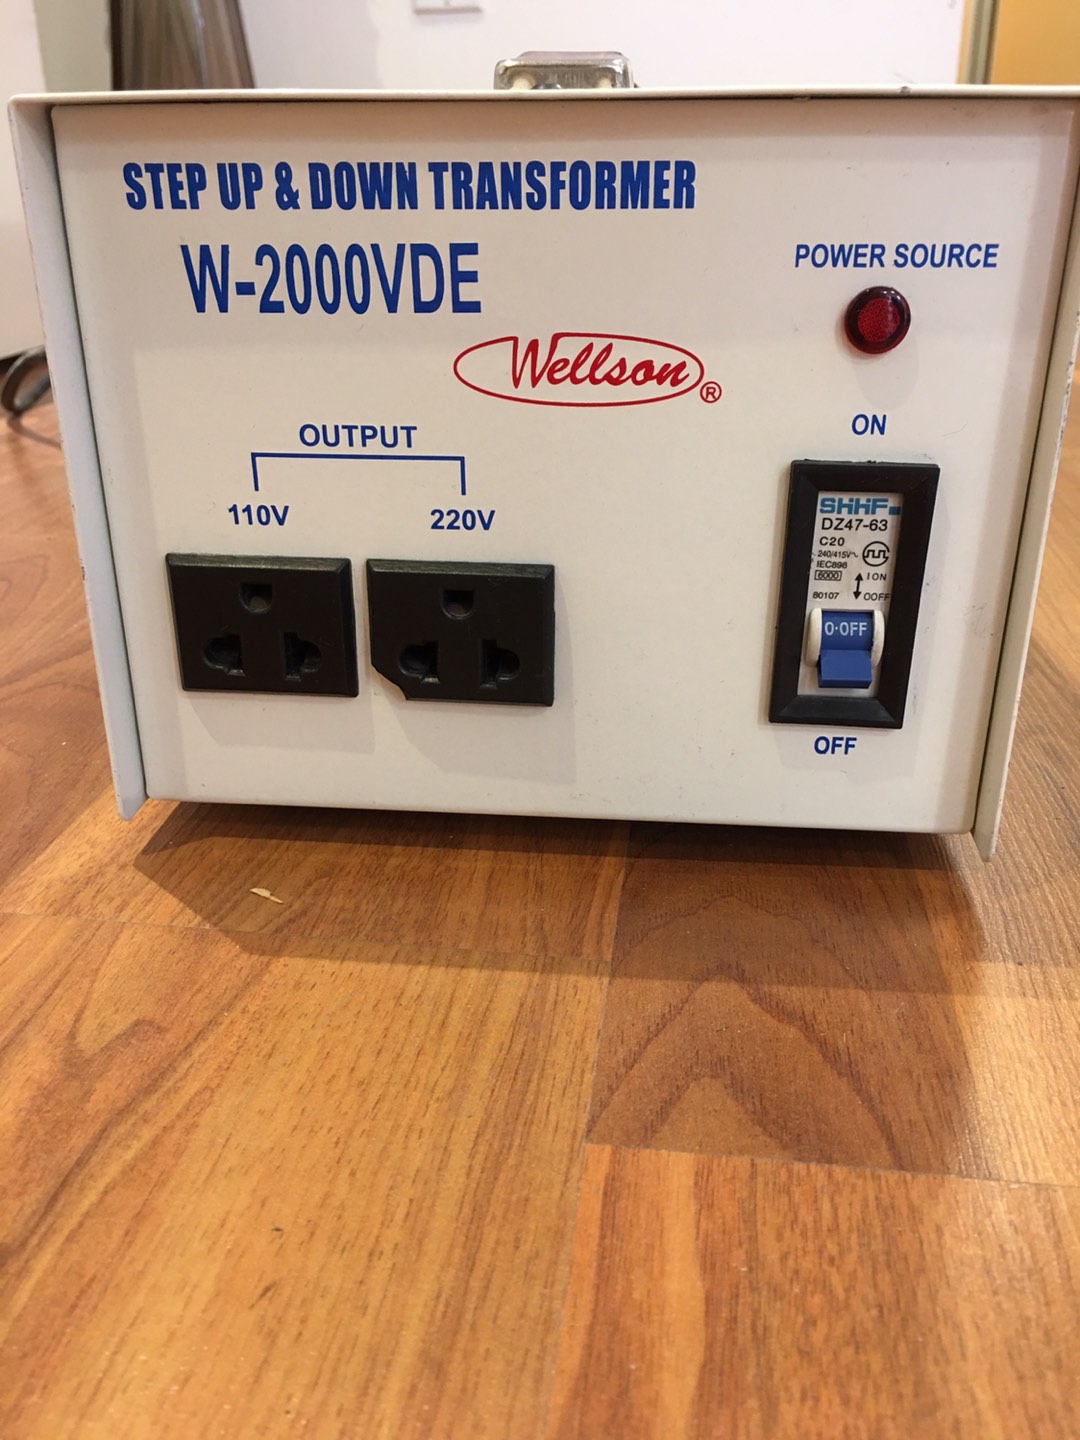 STEP UP & DOWN TRANSFORMER
W-2000VDE
Wellson®
POWER SOURCE
ON
OUTPUT
110V
220V
SHHF
DZ47-63
C20
240/415V~
IEC898
6000
80107
I ON
O OFF
O·OFF
OFF